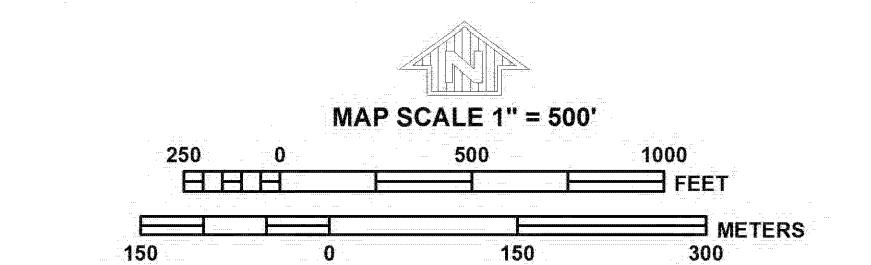 N
MAP SCALE 1" = 500'
250 0 500 1000
FEET
METERS
150 0 150 300